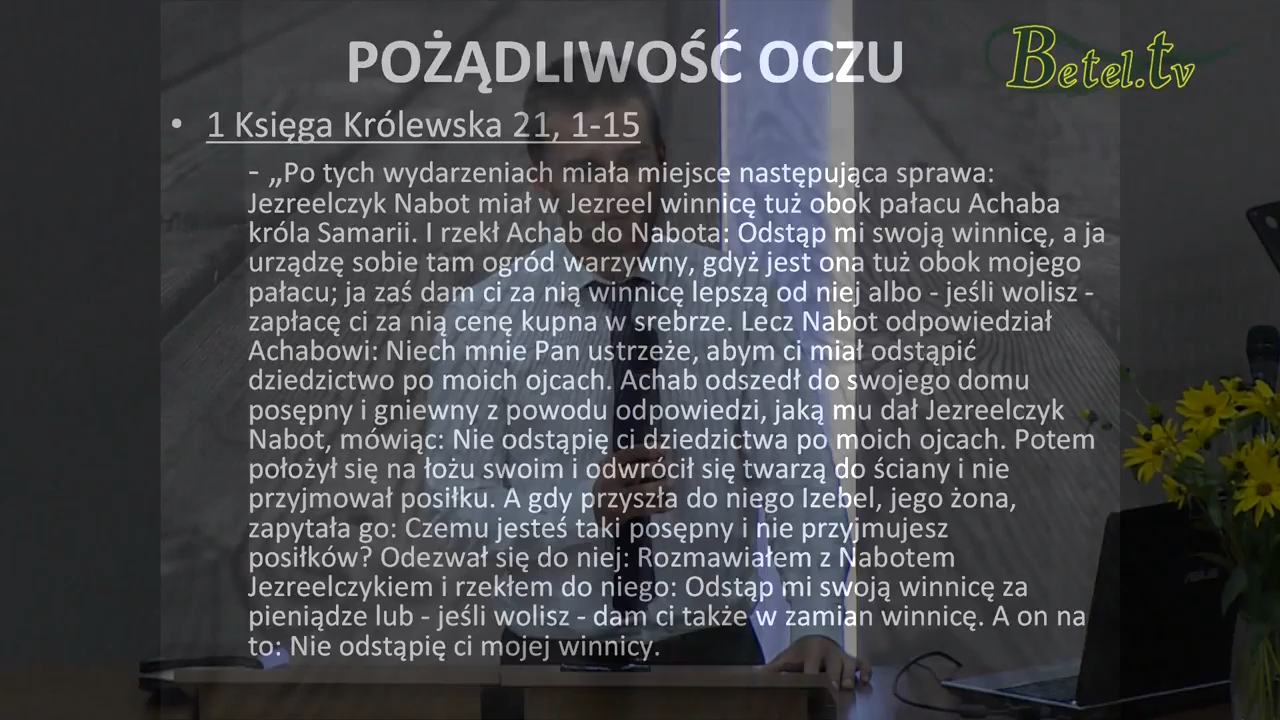 POŻĄDLIWOŚĆ OCZU
Betel.tv
• 1 Księga Królewska 21, 1-15
- „Po tych wydarzeniach miała miejsce następująca sprawa:
Jezreelczyk Nabot miał w Jezreel winnicę tuż obok pałacu Achaba
króla Samarii. I rzekł Achab do Nabota: Odstąp mi swoją winnicę, a ja
urządzę sobie tam ogród warzywny, gdyż jest ona tuż obok mojego
pałacu; ja zaś dam ci za nią winnicę lepszą od niej albo - jeśli wolisz -
zapłacę ci za nią cenę kupna w srebrze. Lecz Nabot odpowiedział
Achabowi: Niech mnie Pan ustrzeże, abym ci miał odstąpić
dziedzictwo po moich ojcach. Achab odszedł do swojego domu
posępny i gniewny z powodu odpowiedzi, jaką mu dał Jezreelczyk
Nabot, mówiąc: Nie odstąpię ci dziedzictwa po moich ojcach. Potem
położył się na łożu swoim i odwrócił się twarzą do ściany i nie
przyjmował posiłku. A gdy przyszła do niego Izebel, jego żona,
zapytała go: Czemu jesteś taki posępny i nie przyjmujesz
posiłków? Odezwał się do niej: Rozmawiałem z Nabotem
Jezreelczykiem i rzekłem do niego: Odstąp mi swoją winnicę za
pieniądze lub - jeśli wolisz - dam ci także w zamian winnicę. A on na
to: Nie odstąpię ci mojej winnicy.
ASUS